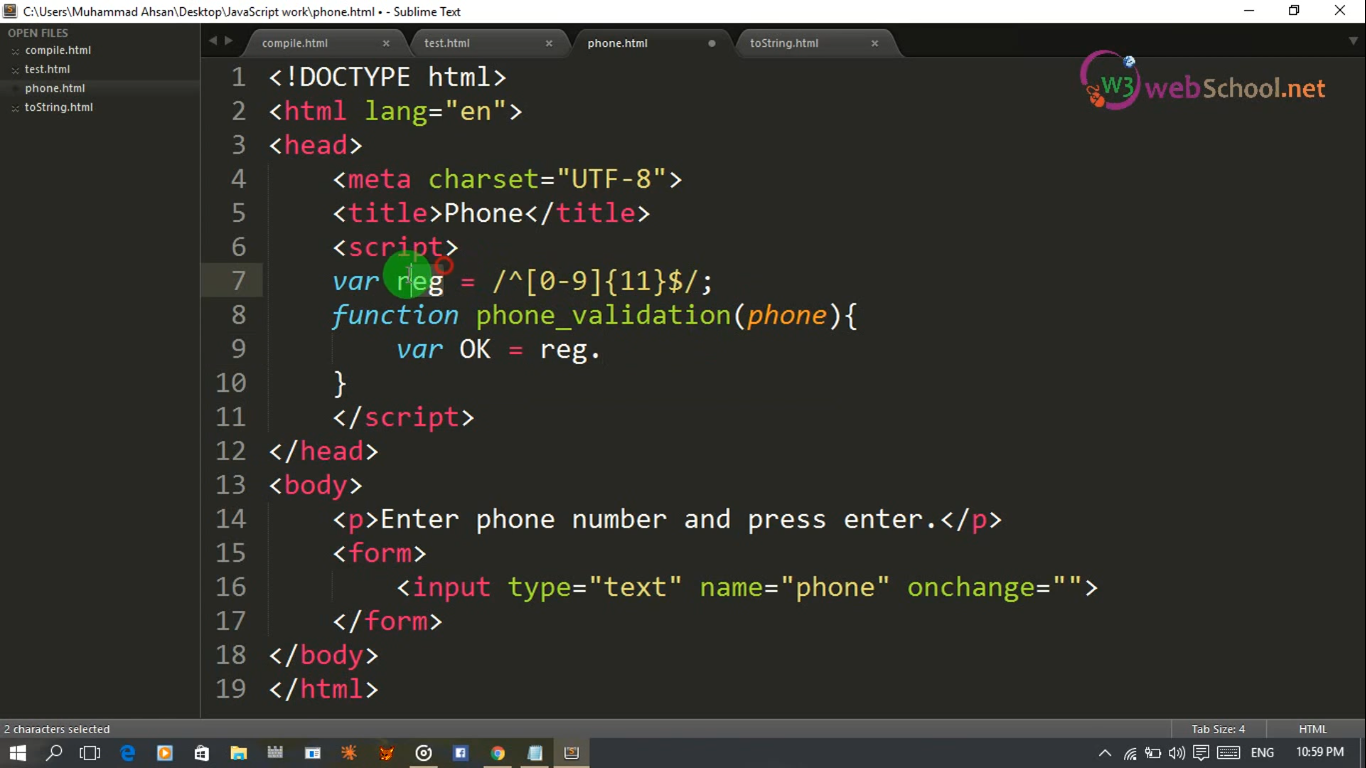 C:\Users\Muhammad Ahsan\Desktop\JavaScript work\phone.html • - Sublime Text
OPEN FILES
compile.html
test.html
phone.html
toString.html
compile.html
test.html
phone.html
toString.html
W3 webSchool.net
1 <!DOCTYPE html>
2 <html lang="en">
3 <head>
4 <meta charset="UTF-8">
5 <title>Phone</title>
6 <script>
7 var reg = /^[0-9]{11}$/;
8 function phone_validation(phone){
9 var OK = reg.
10 }
11 </script>
12 </head>
13 <body>
14 <p>Enter phone number and press enter.</p>
15 <form>
16 <input type="text" name="phone" onchange="">
17 </form>
18 </body>
19 </html>
2 characters selected
Tab Size: 4
HTML
ENG
10:59 PM